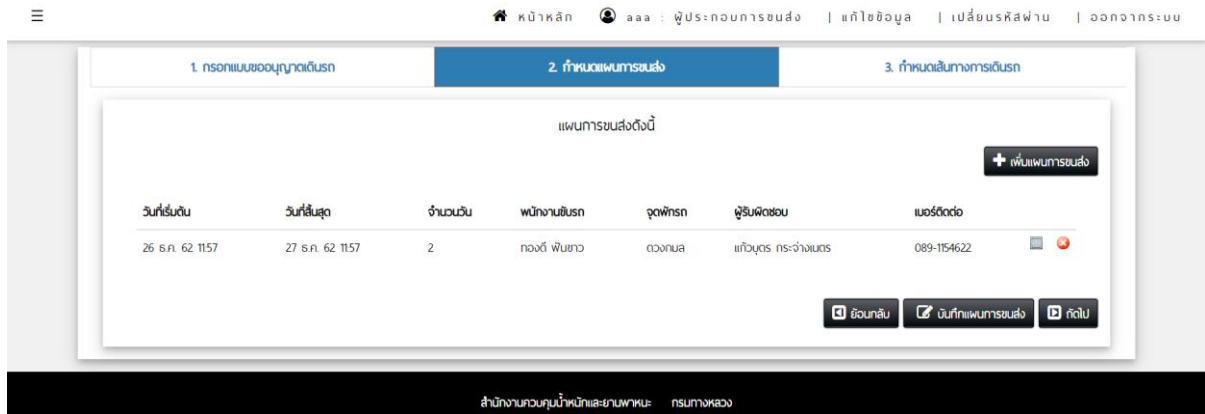 หน้าหลัก aaa : ผู้ประกอบการขนส่ง | แก้ไขข้อมูล | เปลี่ยนรหัสผ่าน | ออกจากระบบ
1. กรอกแบบขออนุญาตเดินรถ 2. กำหนดแผนการขนส่ง 3. กำหนดเส้นทางการเดินรถ
แผนการขนส่งดังนี้
เพิ่มแผนการขนส่ง
วันที่เริ่มต้น วันที่สิ้นสุด จำนวนวัน พนักงานขับรถ จุดพักรถ ผู้รับผิดชอบ เบอร์ติดต่อ
26 ธ.ค. 62 11:57 27 ธ.ค. 62 11:57 2 ทองดี ฟันขาว ดวงกมล แก้วบุตร กระจ่างเนตร 089-1154622
ย้อนกลับ บันทึกแผนการขนส่ง ถัดไป
สำนักงานควบคุมน้ำหนักและยานพาหนะ กรมทางหลวง